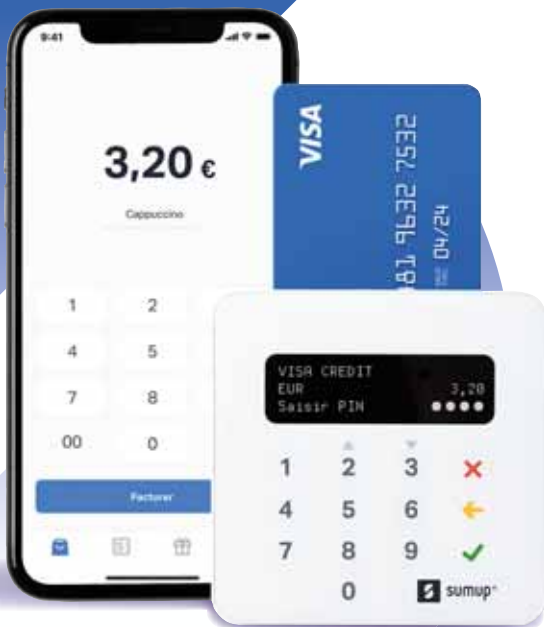 9:41
3,20 €
Cappuccino
1 2
4 5
7 8
00 0
Facturer
VISA
81 9632 7532
04/24
VISA CREDIT
EUR 3,20
Saisir PIN
1 2 3
4 5 6
7 8 9
0
sumup